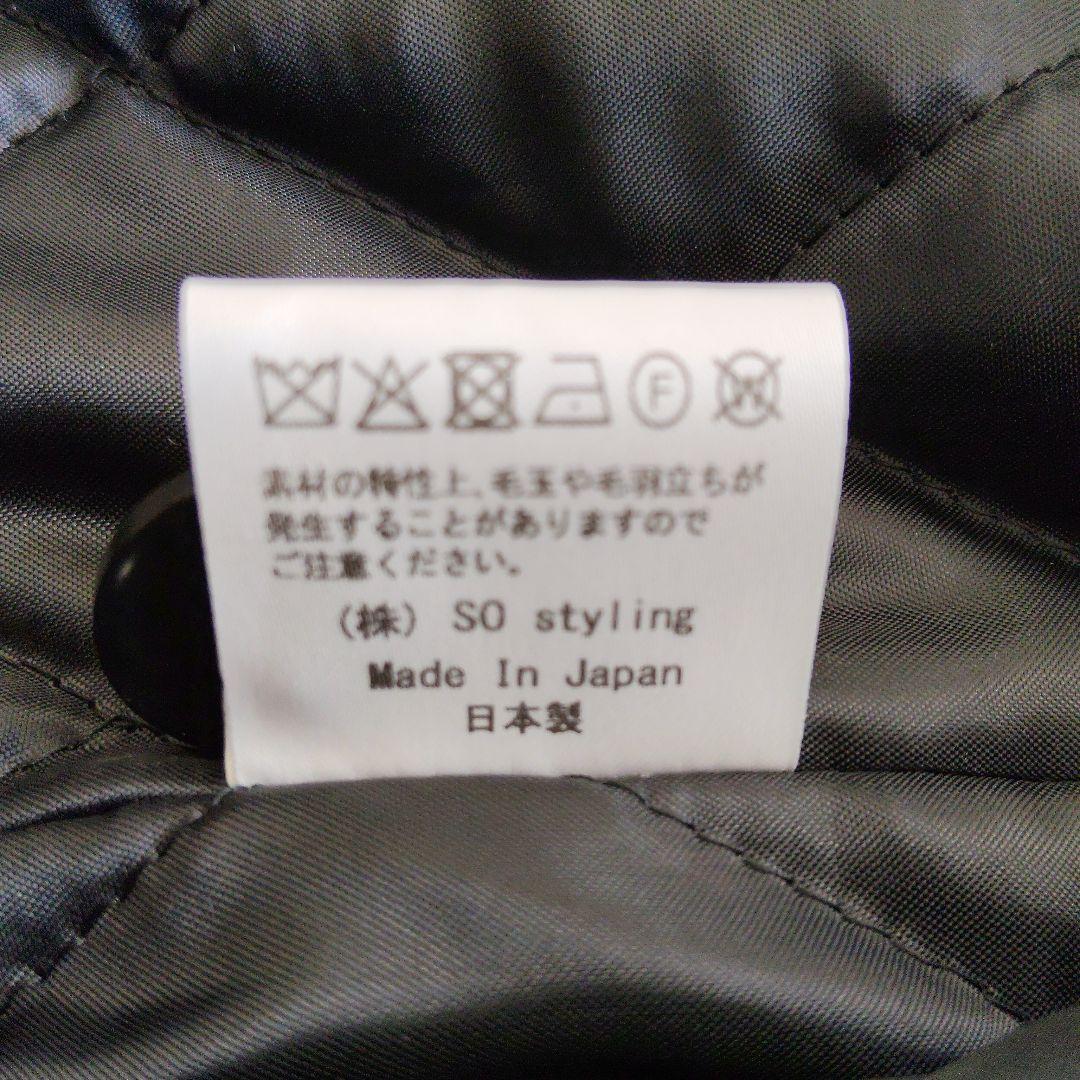 F W
素材の特性上、毛玉や毛羽立ちが
発生することがありますので
ご注意ください。
(株) SO styling
Made In Japan
日本製